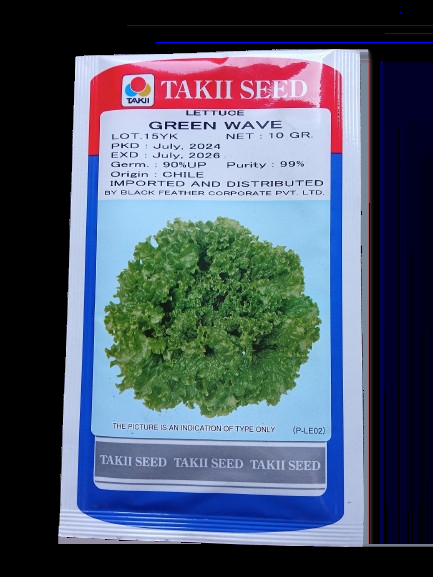 TAKII
TAKII SEED
LETTUCE
GREEN WAVE
LOT.15YK NET : 10 GR.
PKD : July, 2024
EXD : July, 2026
Germ. : 90%UP Purity : 99%
Origin : CHILE
IMPORTED AND DISTRIBUTED
BY BLACK FEATHER CORPORATE PVT. LTD.
THE PICTURE IS AN INDICATION OF TYPE ONLY (P-LE02)
TAKII SEED TAKII SEED TAKII SEED